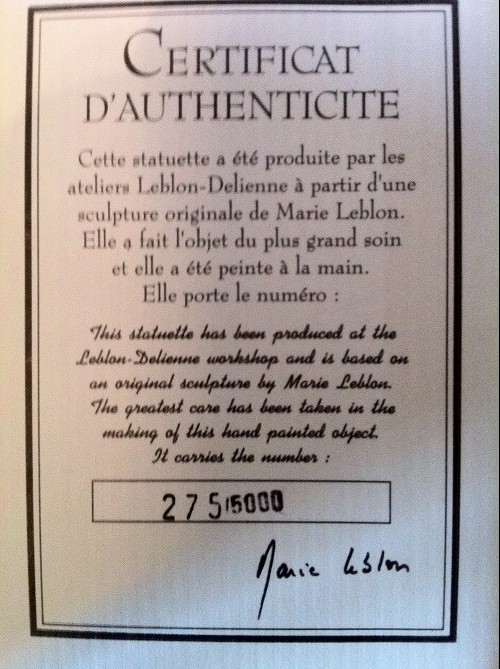 CERTIFICAT
D'AUTHENTICITE
Cette statuette a été produite par les
ateliers Leblon-Delienne à partir d'une
sculpture originale de Marie Leblon.
Elle a fait l'objet du plus grand soin
et elle a été peinte à la main.
Elle porte le numéro :
This statuette has been produced at the
Leblon-Delienne workshop and is based on
an original sculpture by Marie Leblon.
The greatest care has been taken in the
making of this hand painted object.
It carries the number :
275/5000
Marie Leblon